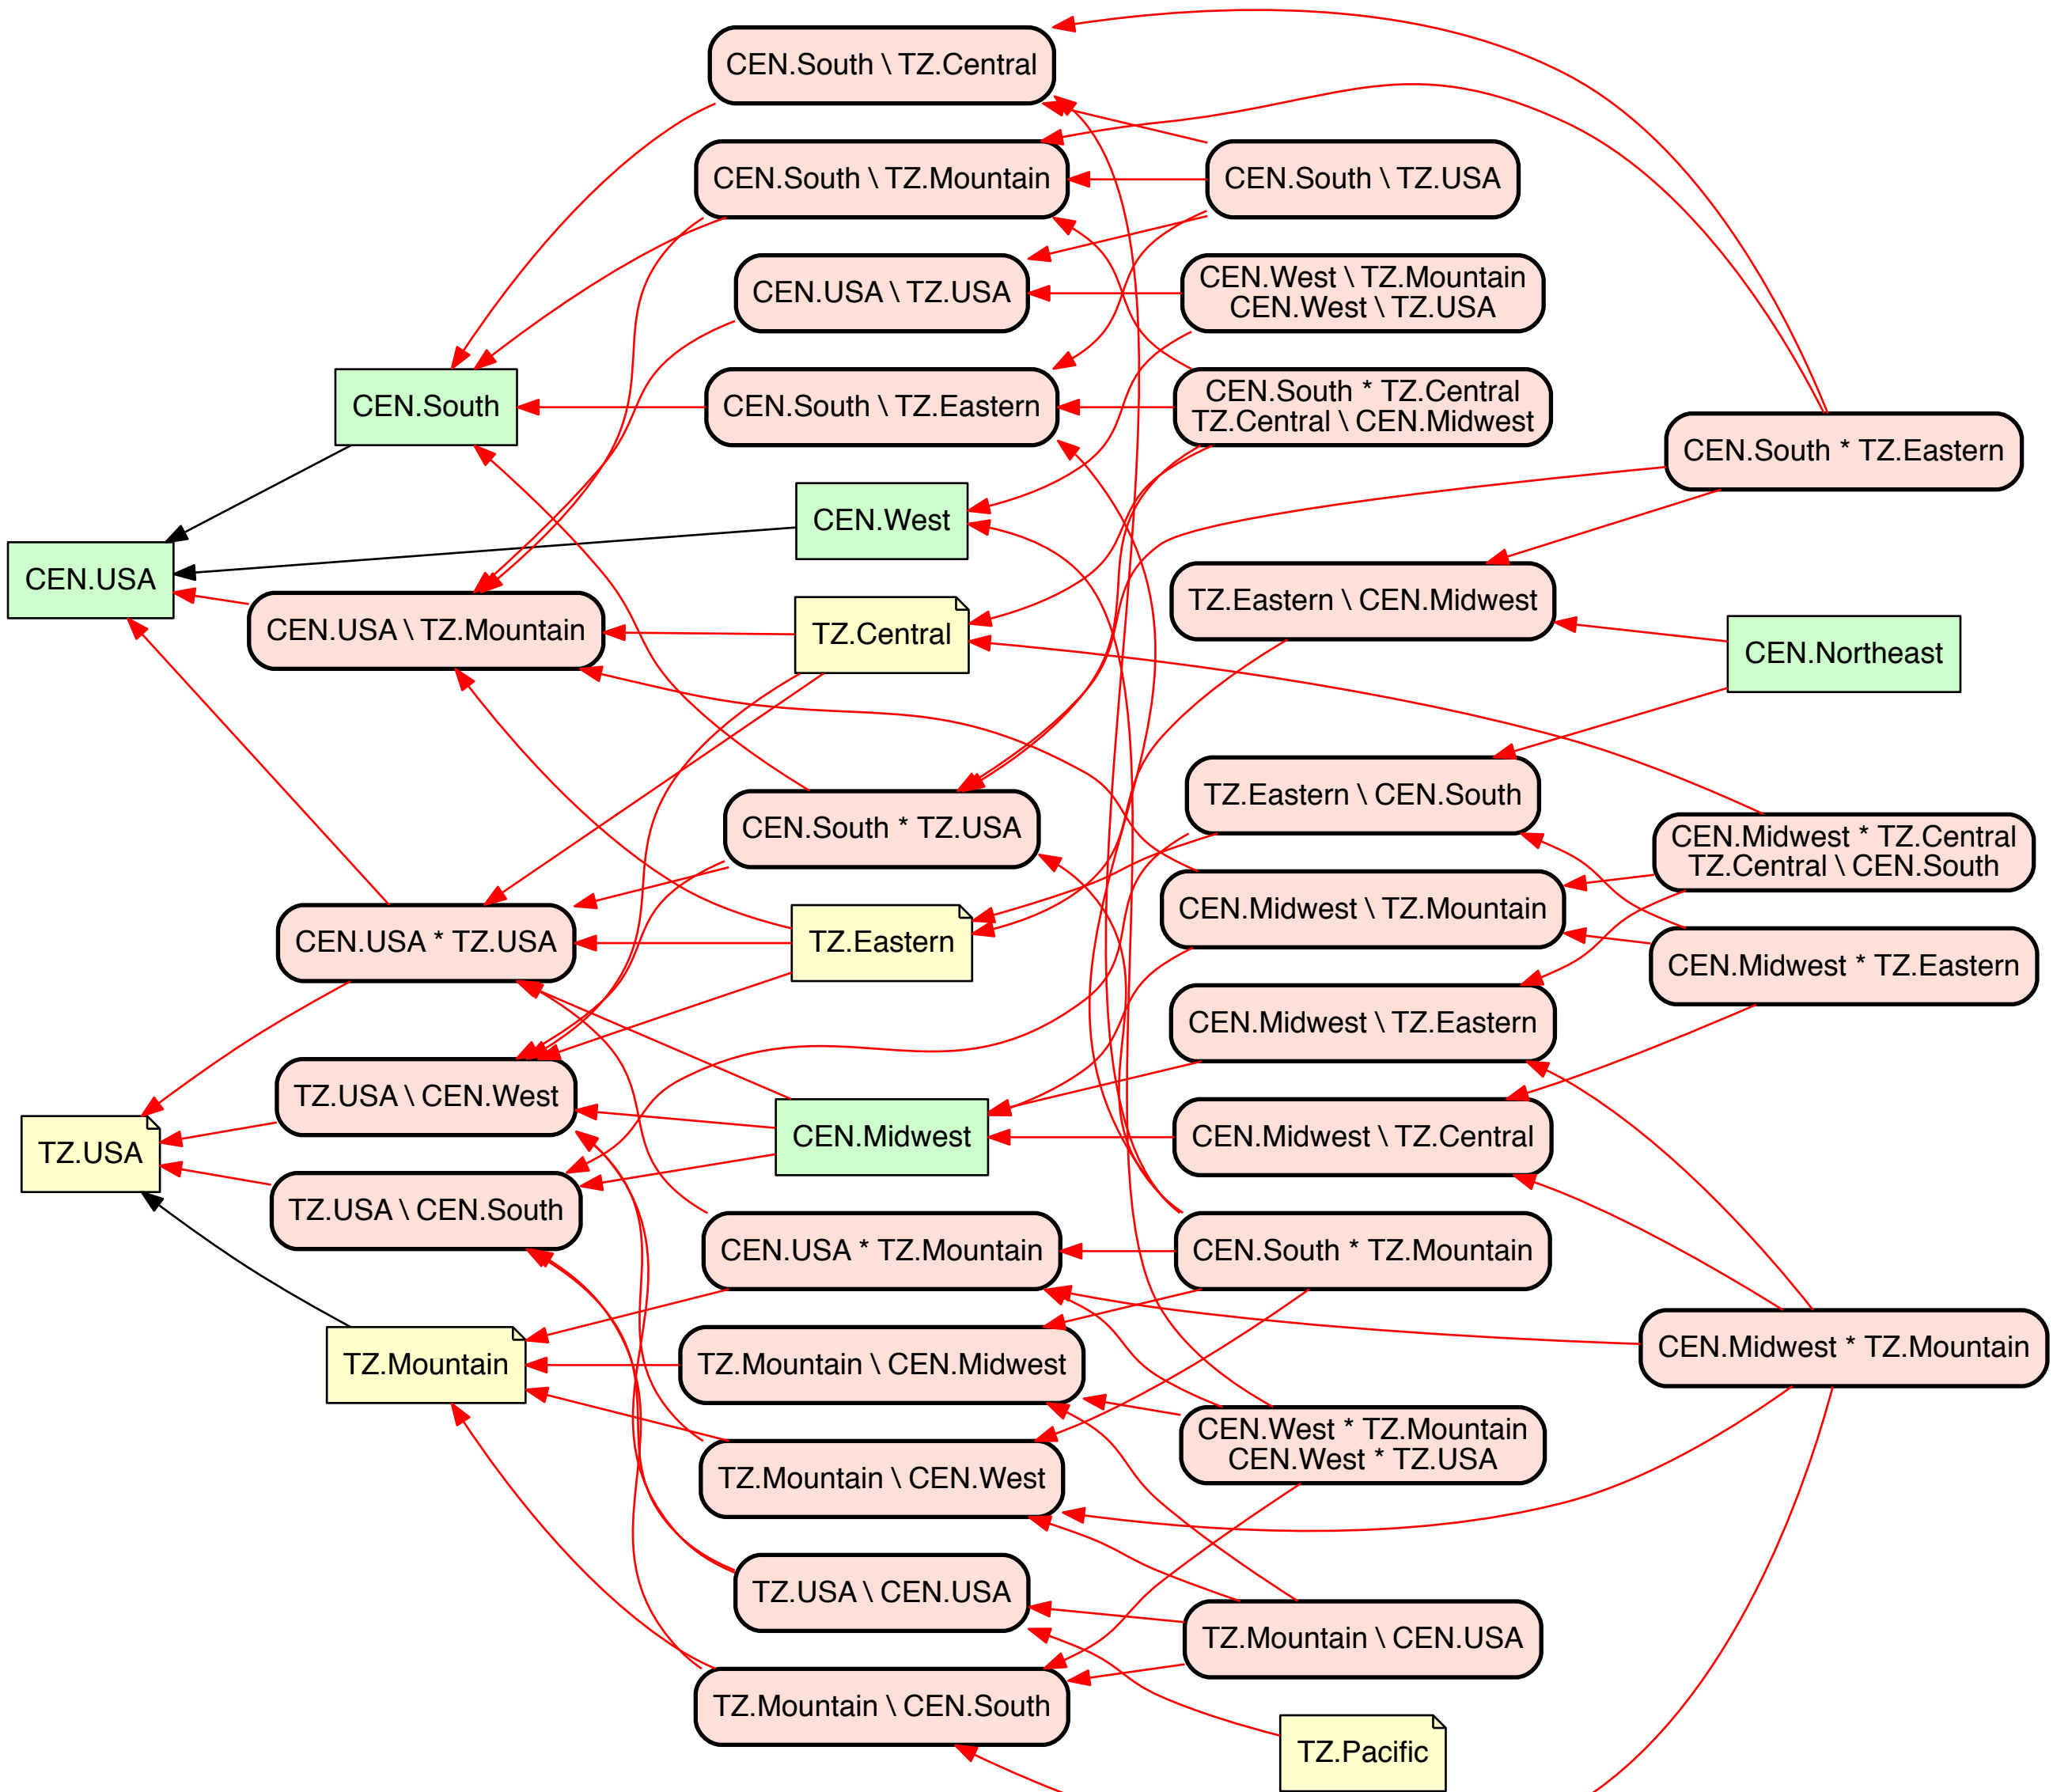 CEN.South \ TZ.Central
CEN.South \ TZ.Mountain
CEN.South \ TZ.USA
CEN.USA \ TZ.USA
CEN.West \ TZ.Mountain
CEN.West \ TZ.USA
CEN.South
CEN.South \ TZ.Eastern
CEN.South * TZ.Central
TZ.Central \ CEN.Midwest
CEN.South * TZ.Eastern
CEN.West
CEN.USA
TZ.Eastern \ CEN.Midwest
CEN.USA \ TZ.Mountain
TZ.Central
CEN.Northeast
TZ.Eastern \ CEN.South
CEN.South * TZ.USA
CEN.Midwest * TZ.Central
TZ.Central \ CEN.South
CEN.Midwest \ TZ.Mountain
CEN.USA * TZ.USA
TZ.Eastern
CEN.Midwest * TZ.Eastern
CEN.Midwest \ TZ.Eastern
TZ.USA \ CEN.West
CEN.Midwest
CEN.Midwest \ TZ.Central
TZ.USA
TZ.USA \ CEN.South
CEN.USA * TZ.Mountain
CEN.South * TZ.Mountain
CEN.Midwest * TZ.Mountain
TZ.Mountain
TZ.Mountain \ CEN.Midwest
CEN.West * TZ.Mountain
CEN.West * TZ.USA
TZ.Mountain \ CEN.West
TZ.USA \ CEN.USA
TZ.Mountain \ CEN.USA
TZ.Mountain \ CEN.South
TZ.Pacific